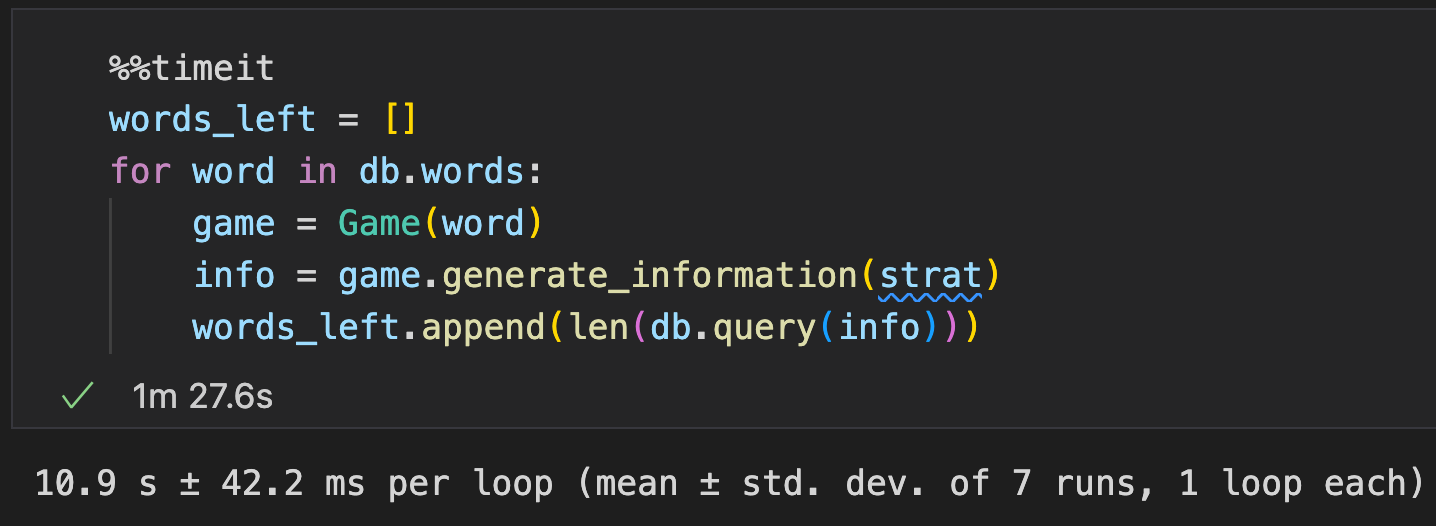 %%timeit
words_left = []
for word in db.words:
    game = Game(word)
    info = game.generate_information(strat)
    words_left.append(len(db.query(info)))
1m 27.6s
10.9 s ± 42.2 ms per loop (mean ± std. dev. of 7 runs, 1 loop each)